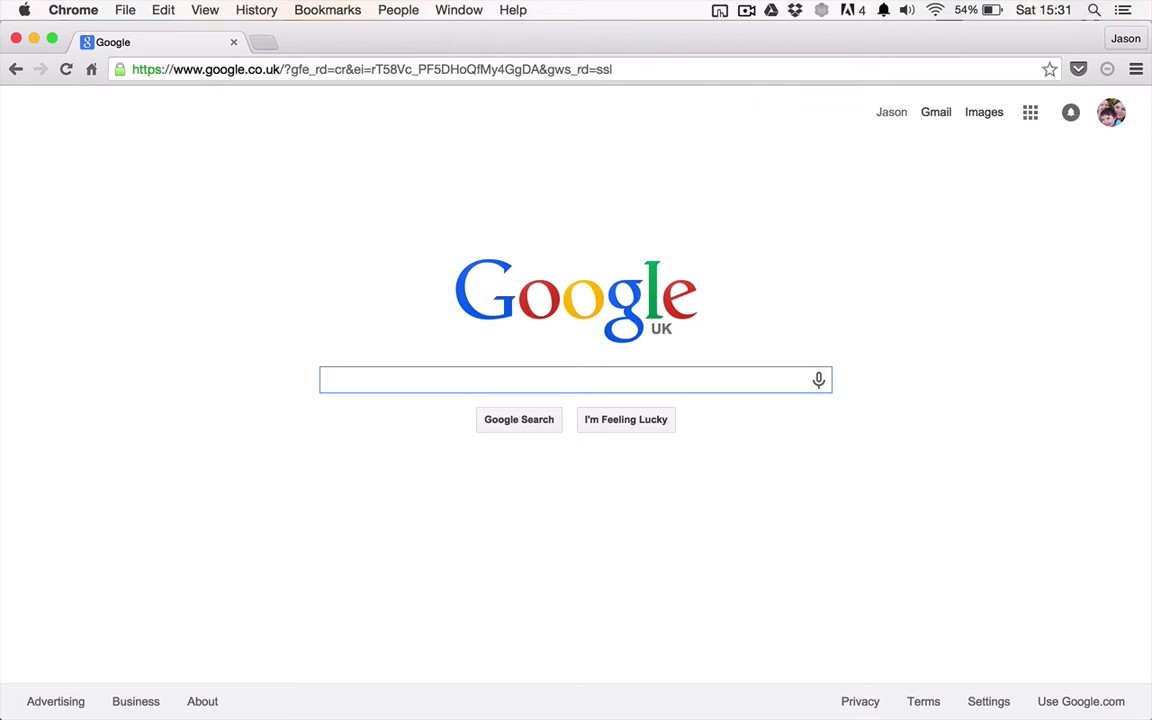 Chrome File Edit View History Bookmarks People Window Help 4 54% Sat 15:31
Google Jason
https://www.google.co.uk/?gfe_rd=cr&ei=rT58Vc_PF5DHoQfMy4GgDA&gws_rd=ssl
Jason Gmail Images
Google
UK
Google Search I'm Feeling Lucky
Advertising Business About Privacy Terms Settings Use Google.com